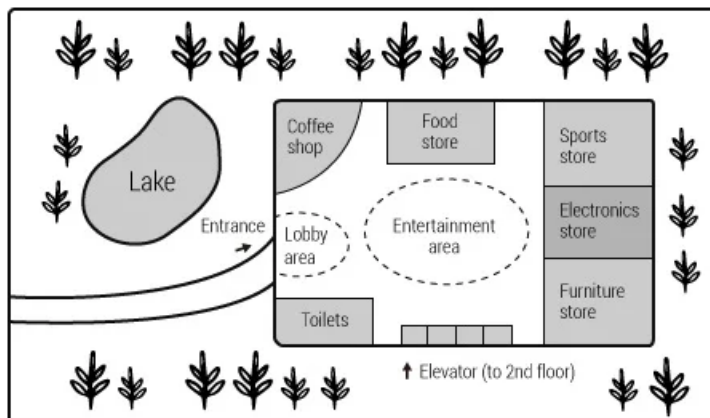 Coffee
shop
Food
store
Sports
store
Lake
Entrance
Lobby
area
Entertainment
area
Electronics
store
Furniture
store
Toilets
Elevator (to 2nd floor)